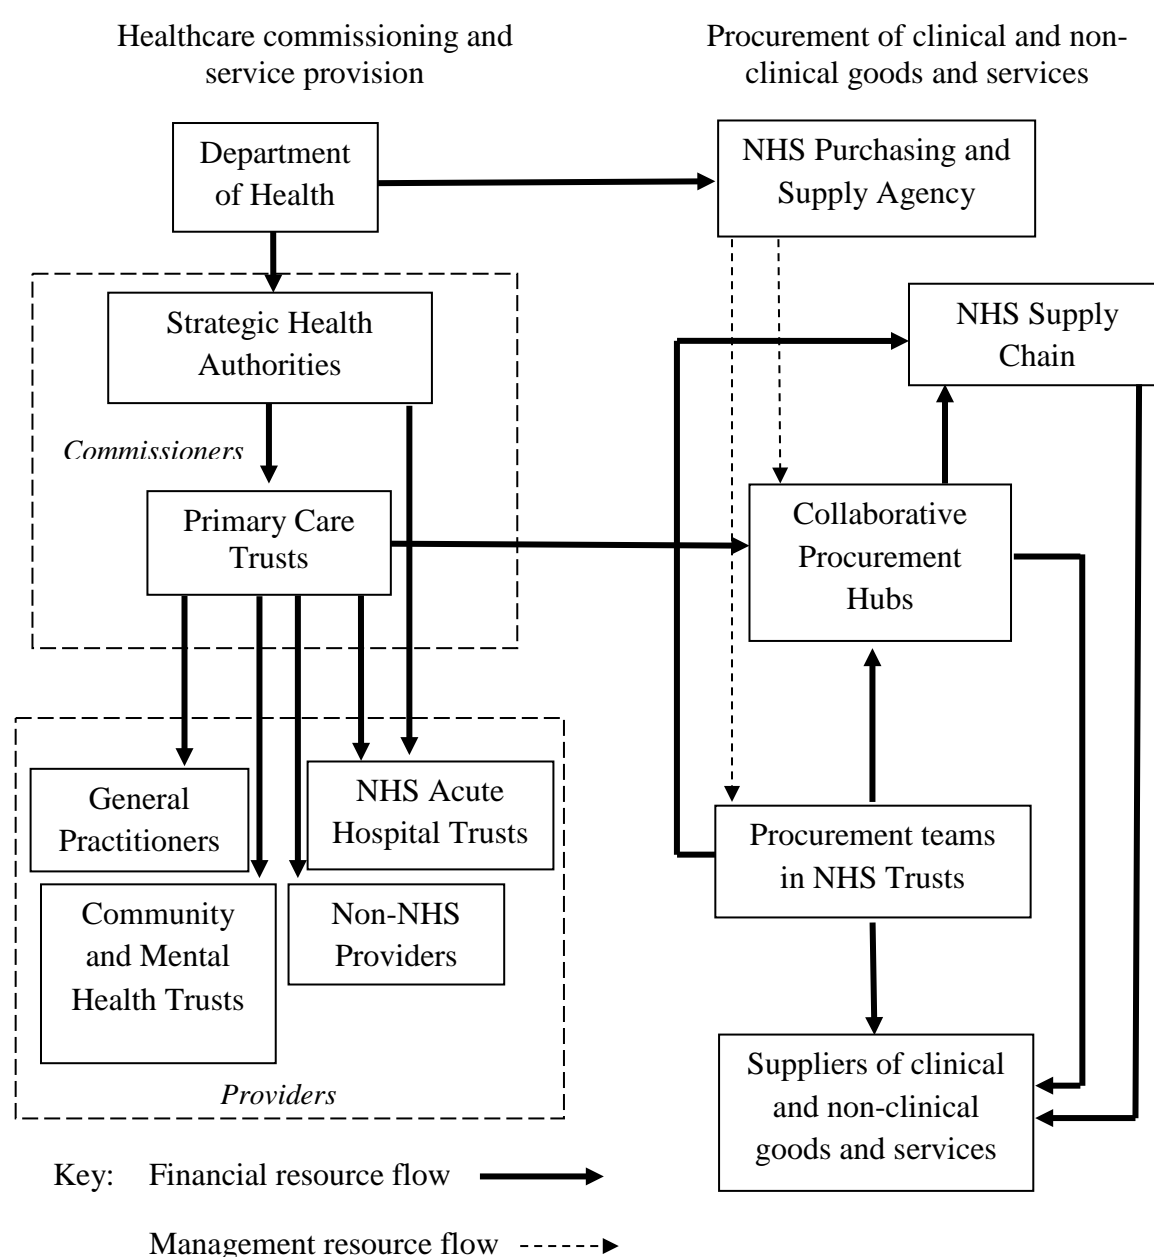 Healthcare commissioning and
service provision
Procurement of clinical and non-
clinical goods and services
Department
of Health
NHS Purchasing and
Supply Agency
Strategic Health
Authorities
NHS Supply
Chain
Commissioners
Primary Care
Trusts
Collaborative
Procurement
Hubs
General
Practitioners
NHS Acute
Hospital Trusts
Procurement teams
in NHS Trusts
Community
and Mental
Health Trusts
Non-NHS
Providers
Providers
Suppliers of clinical
and non-clinical
goods and services
Key: Financial resource flow
Management resource flow